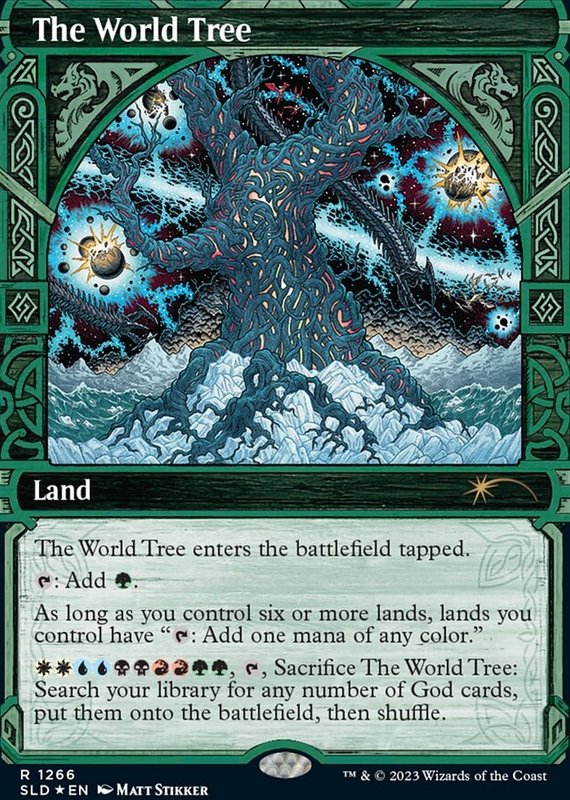 The World Tree
Land
The World Tree enters the battlefield tapped.
: Add .
As long as you control six or more lands, lands you
control have “: Add one mana of any color.”
, , Sacrifice The World Tree:
Search your library for any number of God cards,
put them onto the battlefield, then shuffle.
R 1266
SLD ★ EN Matt Stikker
™ & © 2023 Wizards of the Coast